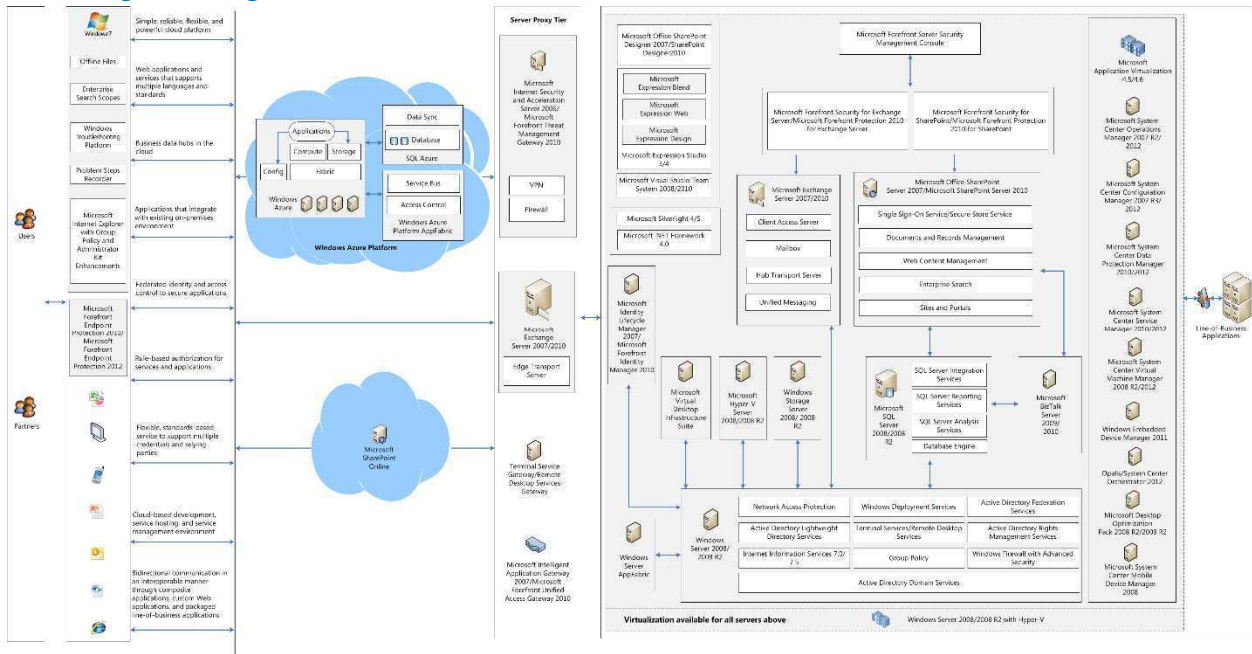 Windows7
Offline Files
Enterprise
Search Scopes
Windows
Troubleshooting
Platform
Problem Steps
Recorder
Microsoft
Internet Explorer
with Group
Policy and
Administrator
Kit
Enhancements
Microsoft
Forefront
Endpoint
Protection 2010/
Microsoft
Forefront
Endpoint
Protection 2012
Users
Partners
Simple, reliable, flexible, and
powerful cloud platform
Web applications and
services that supports
multiple languages and
standards
Business data hubs in the
cloud
Applications that integrate
with existing on-premises
environment
Federated identity and access
control to secure applications
Rule-based authorization for
services and applications.
Flexible, standards-based
service to support multiple
credentials and relying
parties
Cloud-based development,
service hosting, and service
management environment
Bidirectional communication in
an interoperable manner
through composite
applications, custom Web
applications, and packaged
line-of-business applications
Applications
Compute
Storage
Config
Fabric
Windows
Azure
Data Sync
Database
SQL Azure
Service Bus
Access Control
Windows Azure
Platform AppFabric
Windows Azure Platform
Microsoft
SharePoint
Online
Server Proxy Tier
Microsoft
Internet Security
and Acceleration
Server 2006/
Microsoft
Forefront Threat
Management
Gateway 2010
VPN
Firewall
Microsoft
Exchange
Server 2007/2010
Edge Transport
Server
Terminal Service
Gateway/Remote
Desktop Services
Gateway
Microsoft Intelligent
Application Gateway
2007/Microsoft
Forefront Unified
Access Gateway 2010
Microsoft Office SharePoint
Designer 2007/SharePoint
Designer2010
Microsoft
Expression Blend
Microsoft
Expression Web
Microsoft
Expression Design
Microsoft Expression Studio
3/4
Microsoft Visual Studio Team
System 2008/2010
Microsoft Silverlight 4/5
Microsoft .NET Framework
4.0
Microsoft
Identity
Lifecycle
Manager
2007/
Microsoft
Forefront
Identity
Manager 2010
Microsoft Forefront Server Security
Management Console
Microsoft Forefront Security for Exchange
Server/Microsoft Forefront Protection 2010
for Exchange Server
Microsoft Forefront Security for
SharePoint/Microsoft Forefront Protection
2010 for SharePoint
Microsoft Exchange
Server 2007/2010
Client Access Server
Mailbox
Hub Transport Server
Unified Messaging
Microsoft Office SharePoint
Server 2007/Microsoft SharePoint Server 2010
Single Sign-On Service/Secure Store Service
Documents and Records Management
Web Content Management
Enterprise Search
Sites and Portals
Microsoft
Virtual
Desktop
Infrastructure
Suite
Microsoft
Hyper-V
Server
2008/2008 R2
Windows
Storage
Server
2008/ 2008
R2
Microsoft
SQL Server
2008/2008
R2
SQL Server Integration
Services
SQL Server Reporting
Services
SQL Server Analysis
Services
Database Engine
Microsoft
BizTalk
Server
2009/
2010
Windows
Server
AppFabric
Windows
Server 2008/
2008 R2
Network Access Protection
Windows Deployment Services
Active Directory Federation
Services
Active Directory Lightweight
Directory Services
Terminal Services/Remote Desktop
Services
Active Directory Rights
Management Services
Internet Information Services 7.0/
7.5
Group Policy
Windows Firewall with Advanced
Security
Active Directory Domain Services
Virtualization available for all servers above
Windows Server 2008/2008 R2 with Hyper-V
Microsoft
Application Virtualization
4.5/4.6
Microsoft System
Center Operations
Manager 2007 R2/
2012
Microsoft System
Center Configuration
Manager 2007 R3/
2012
Microsoft System
Center Data
Protection Manager
2010/2012
Microsoft System
Center Service
Manager 2010/2012
Microsoft System
Center Virtual
Machine Manager
2008 R2/2012
Windows Embedded
Device Manager 2011
Opalis/System Center
Orchestrator 2012
Microsoft Desktop
Optimization
Pack 2008 R2/2009 R2
Microsoft System
Center Mobile
Device Manager
2008
Line-of-Business
Applications